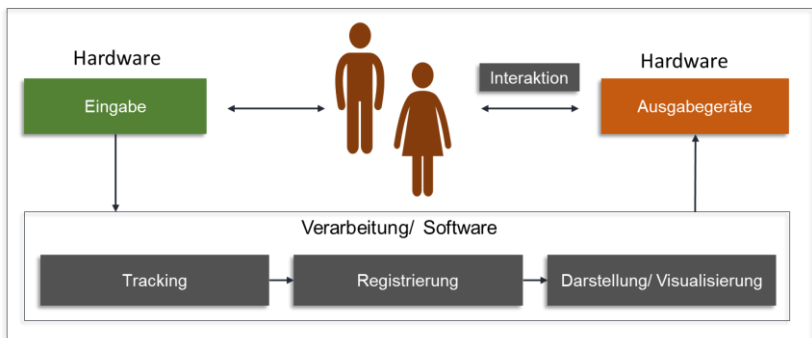 Hardware
Eingabe
Interaktion
Hardware
Ausgabegeräte
Verarbeitung/ Software
Tracking
Registrierung
Darstellung/ Visualisierung